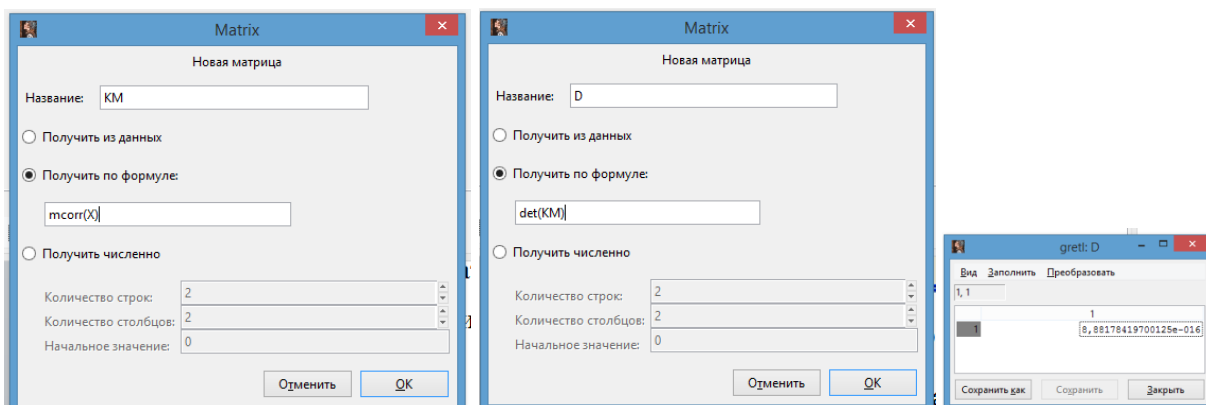 Matrix
Новая матрица
Название: KM
Получить из данных
Получить по формуле:
mcorr(X)
Получить численно
Количество строк: 2
Количество столбцов: 2
Начальное значение: 0
Отменить OK
Matrix
Новая матрица
Название: D
Получить из данных
Получить по формуле:
det(KM)
Получить численно
Количество строк: 2
Количество столбцов: 2
Начальное значение: 0
Отменить OK
gretl: D
Вид Заполнить Преобразовать
1, 1
1
1 8,88178419700125e-016
Сохранить как Сохранить Закрыть